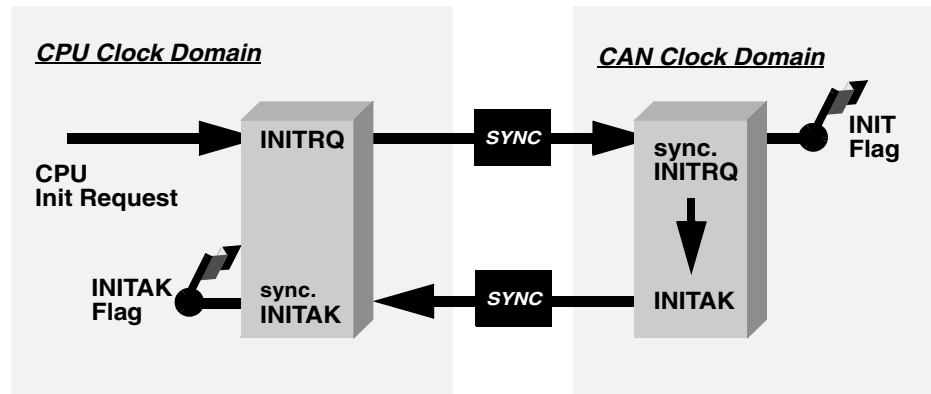 CPU Clock Domain
CAN Clock Domain
INITRQ
SYNC
sync.
INITRQ
INIT
Flag
CPU
Init Request
INITAK
Flag
sync.
INITAK
SYNC
INITAK